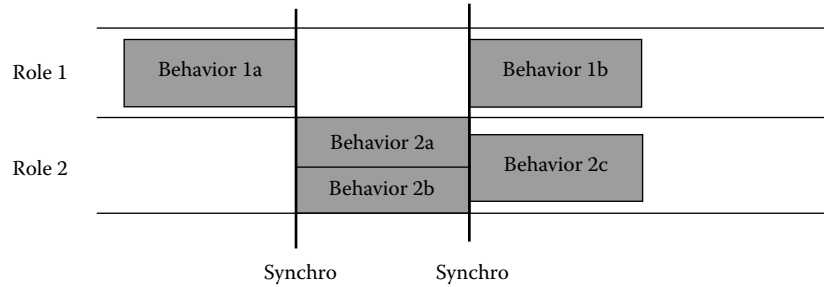 Role 1
Behavior 1a
Behavior 1b
Role 2
Behavior 2a
Behavior 2b
Behavior 2c
Synchro
Synchro